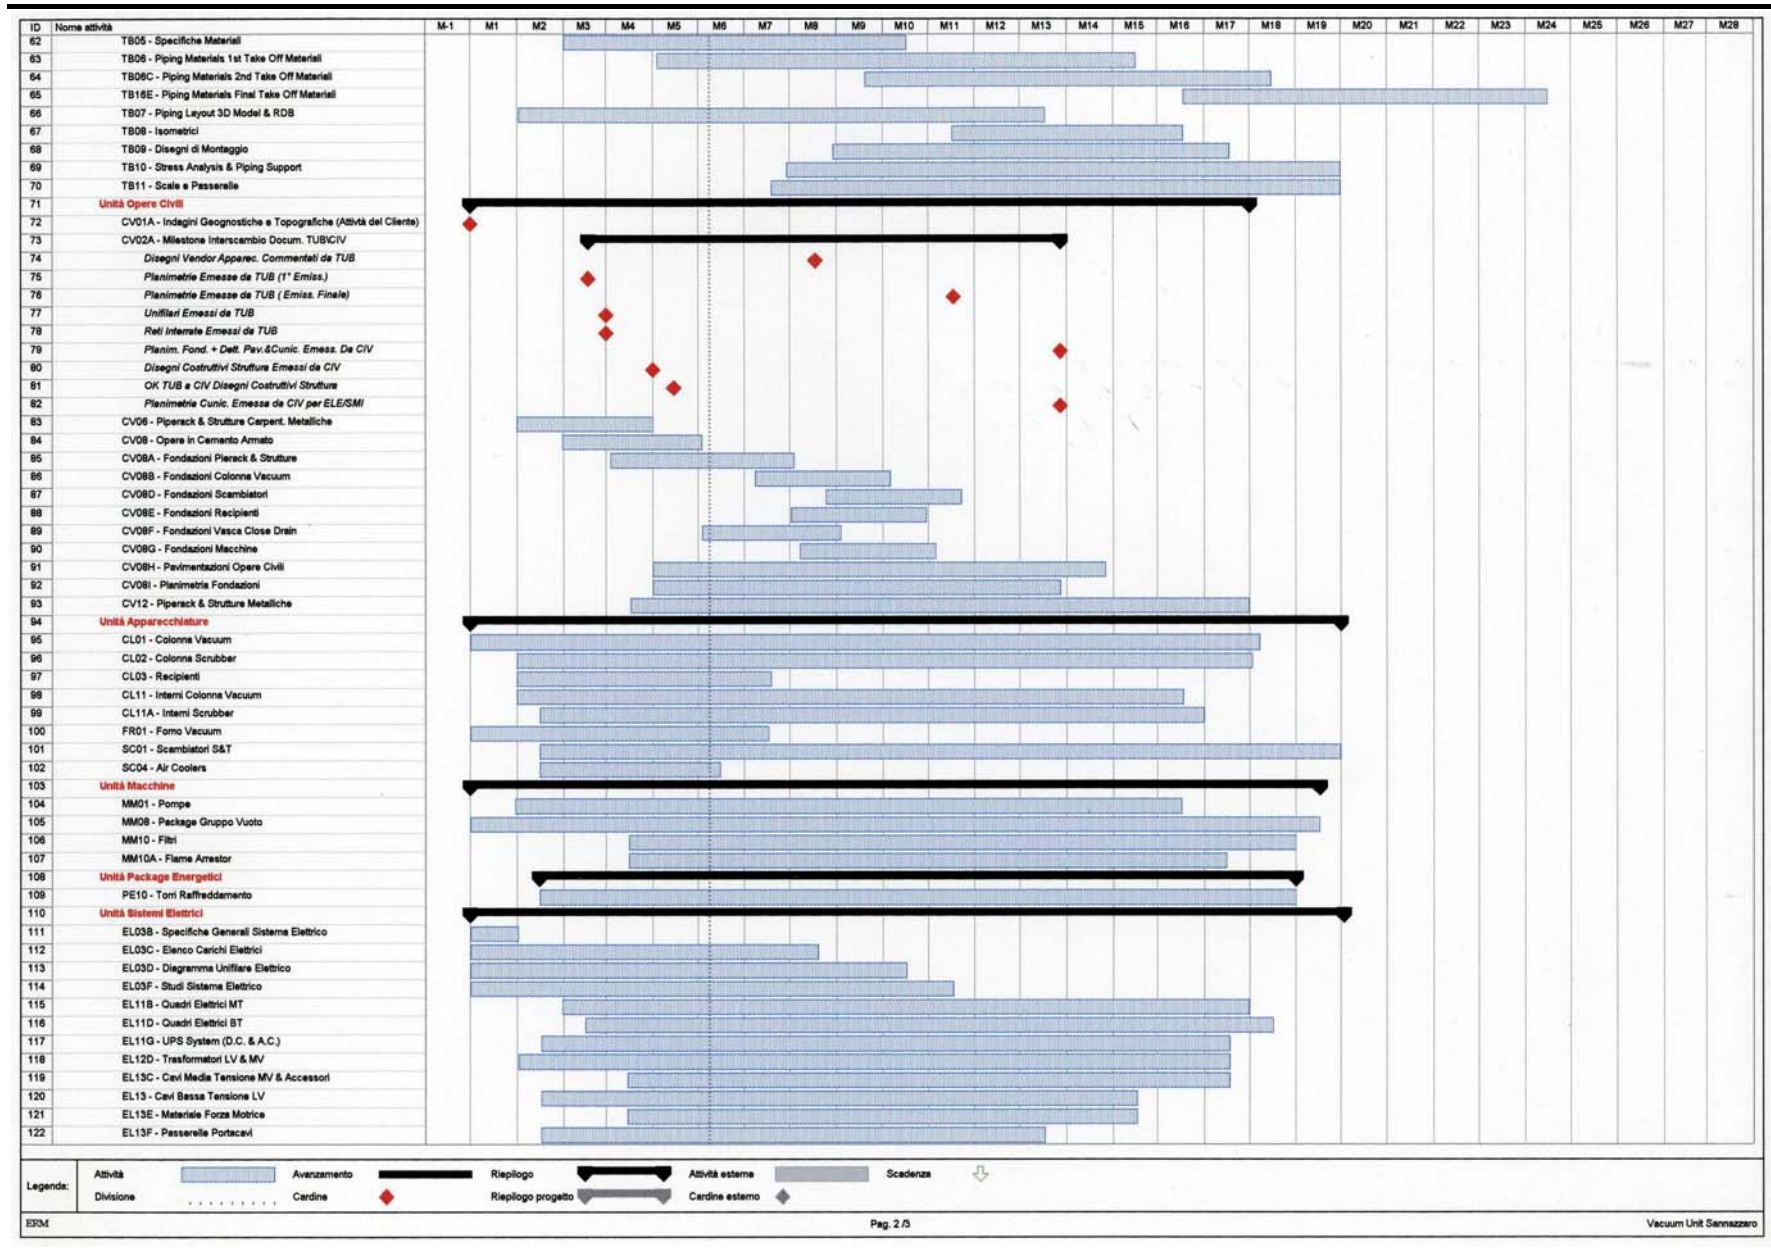 ID Nome attività M-1 M1 M2 M3 M4 M5 M6 M7 M8 M9 M10 M11 M12 M13 M14 M15 M16 M17 M18 M19 M20 M21 M22 M23 M24 M25 M26 M27 M28
62 TB05 - Specifiche Materiali
63 TB06 - Piping Materials 1st Take Off Materiali
64 TB06C - Piping Materials 2nd Take Off Materiali
65 TB16E - Piping Materials Final Take Off Materiali
66 TB07 - Piping Layout 3D Model & RDB
67 TB08 - Isometrici
68 TB09 - Disegni di Montaggio
69 TB10 - Stress Analysis & Piping Support
70 TB11 - Scale e Passerelle
71 Unità Opere Civili
72 CV01A - Indagini Geognostiche e Topografiche (Attività del Cliente)
73 CV02A - Milestone Interscambio Docum. TUB\CIV
74 Disegni Vendor Apparec. Commentati da TUB
75 Planimetrie Emesse da TUB (1° Emiss.)
76 Planimetrie Emesse da TUB ( Emiss. Finale)
77 Unifilari Emessi da TUB
78 Reti Interrate Emessi da TUB
79 Planim. Fond. + Dett. Pav.&Cunic. Emess. Da CIV
80 Disegni Costruttivi Strutture Emessi da CIV
81 OK TUB a CIV Disegni Costruttivi Strutture
82 Planimetria Cunic. Emessa da CIV per ELE/SMI
83 CV06 - Piperack & Strutture Carpent. Metalliche
84 CV08 - Opere in Cemento Armato
85 CV08A - Fondazioni Pierack & Strutture
86 CV08B - Fondazioni Colonna Vacuum
87 CV08D - Fondazioni Scambiatori
88 CV08E - Fondazioni Recipienti
89 CV08F - Fondazioni Vasca Close Drain
90 CV08G - Fondazioni Macchine
91 CV08H - Pavimentazioni Opere Civili
92 CV08I - Planimetria Fondazioni
93 CV12 - Piperack & Strutture Metalliche
94 Unità Apparecchiature
95 CL01 - Colonna Vacuum
96 CL02 - Colonna Scrubber
97 CL03 - Recipienti
98 CL11 - Interni Colonna Vacuum
99 CL11A - Interni Scrubber
100 FR01 - Forno Vacuum
101 SC01 - Scambiatori S&T
102 SC04 - Air Coolers
103 Unità Macchine
104 MM01 - Pompe
105 MM08 - Package Gruppo Vuoto
106 MM10 - Filtri
107 MM10A - Flame Arrestor
108 Unità Package Energetici
109 PE10 - Torri Raffreddamento
110 Unità Sistemi Elettrici
111 EL03B - Specifiche Generali Sistema Elettrico
112 EL03C - Elenco Carichi Elettrici
113 EL03D - Diagramma Unifilare Elettrico
114 EL03F - Studi Sistema Elettrico
115 EL11B - Quadri Elettrici MT
116 EL11D - Quadri Elettrici BT
117 EL11G - UPS System (D.C. & A.C.)
118 EL12D - Trasformatori LV & MV
119 EL13C - Cavi Media Tensione MV & Accessori
120 EL13 - Cavi Bassa Tensione LV
121 EL13E - Materiale Forza Motrice
122 EL13F - Passerelle Portacavi
Legenda: Attività Avanzamento Riepilogo Attività esterne Scadenza
Divisione Cardine Riepilogo progetto Cardine esterno
ERM Pag. 2 /3 Vacuum Unit Sannazzaro